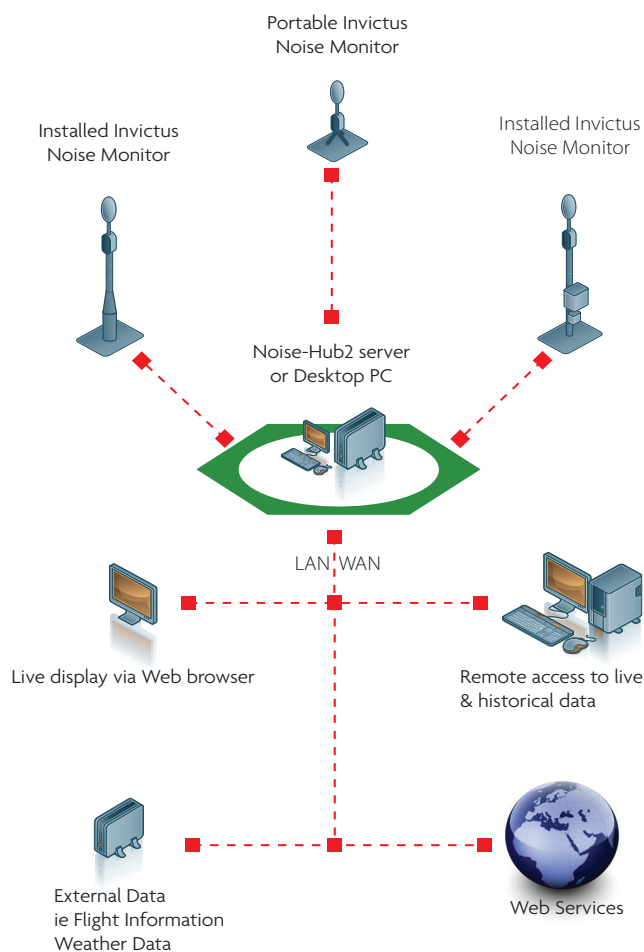 Portable Invictus
Noise Monitor
Installed Invictus
Noise Monitor
Installed Invictus
Noise Monitor
Noise-Hub2 server
or Desktop PC
LAN WAN
Live display via Web browser
Remote access to live
& historical data
External Data
ie Flight Information
Weather Data
Web Services